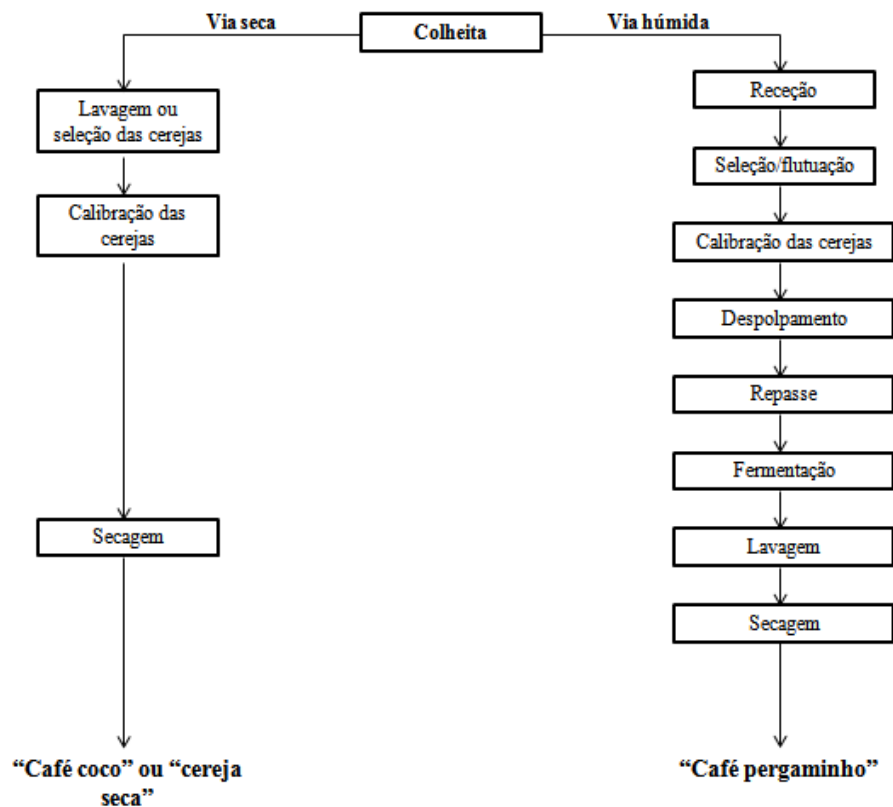 Via seca
Colheita
Via húmida
Lavagem ou
seleção das cerejas
Calibração das
cerejas
Secagem
“Café coco” ou “cereja
seca”
Receção
Seleção/flutuação
Calibração das cerejas
Despolpamento
Repasse
Fermentação
Lavagem
Secagem
“Café pergaminho”